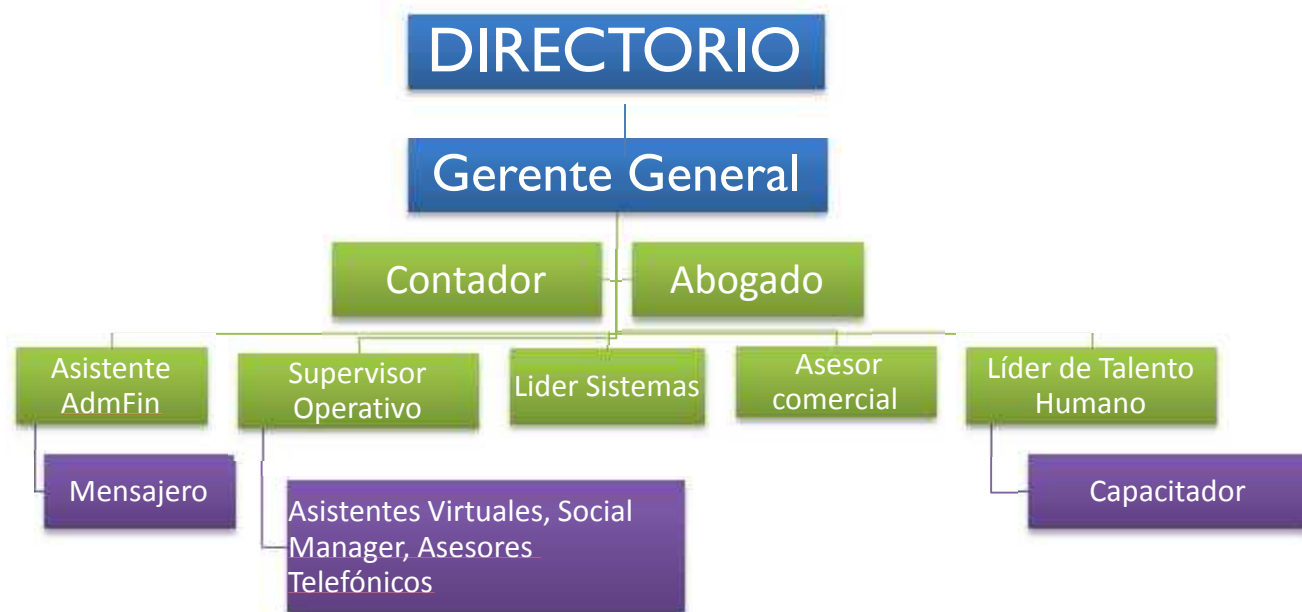 DIRECTORIO
Gerente General
Contador
Abogado
Asistente
AdmFin
Supervisor
Operativo
Lider Sistemas
Asesor
comercial
Líder de Talento
Humano
Mensajero
Asistentes Virtuales, Social
Manager, Asesores
Telefónicos
Capacitador